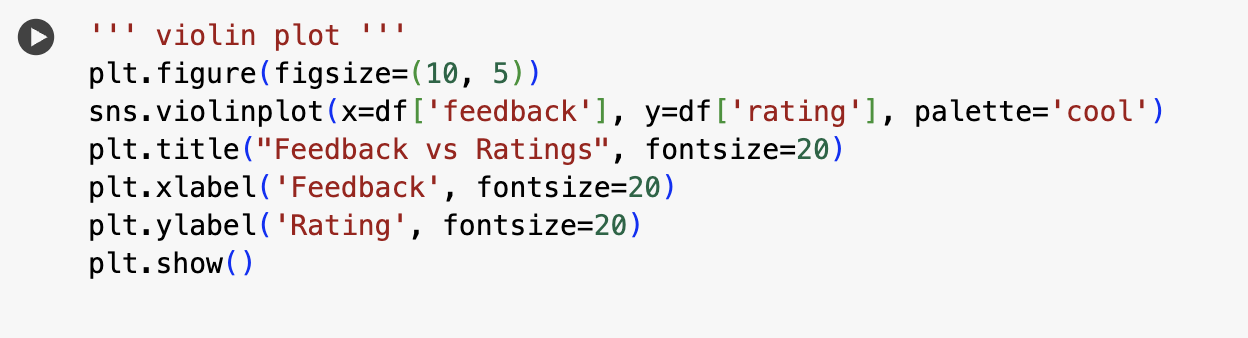 ''' violin plot '''
plt.figure(figsize=(10, 5))
sns.violinplot(x=df['feedback'], y=df['rating'], palette='cool')
plt.title("Feedback vs Ratings", fontsize=20)
plt.xlabel('Feedback', fontsize=20)
plt.ylabel('Rating', fontsize=20)
plt.show()